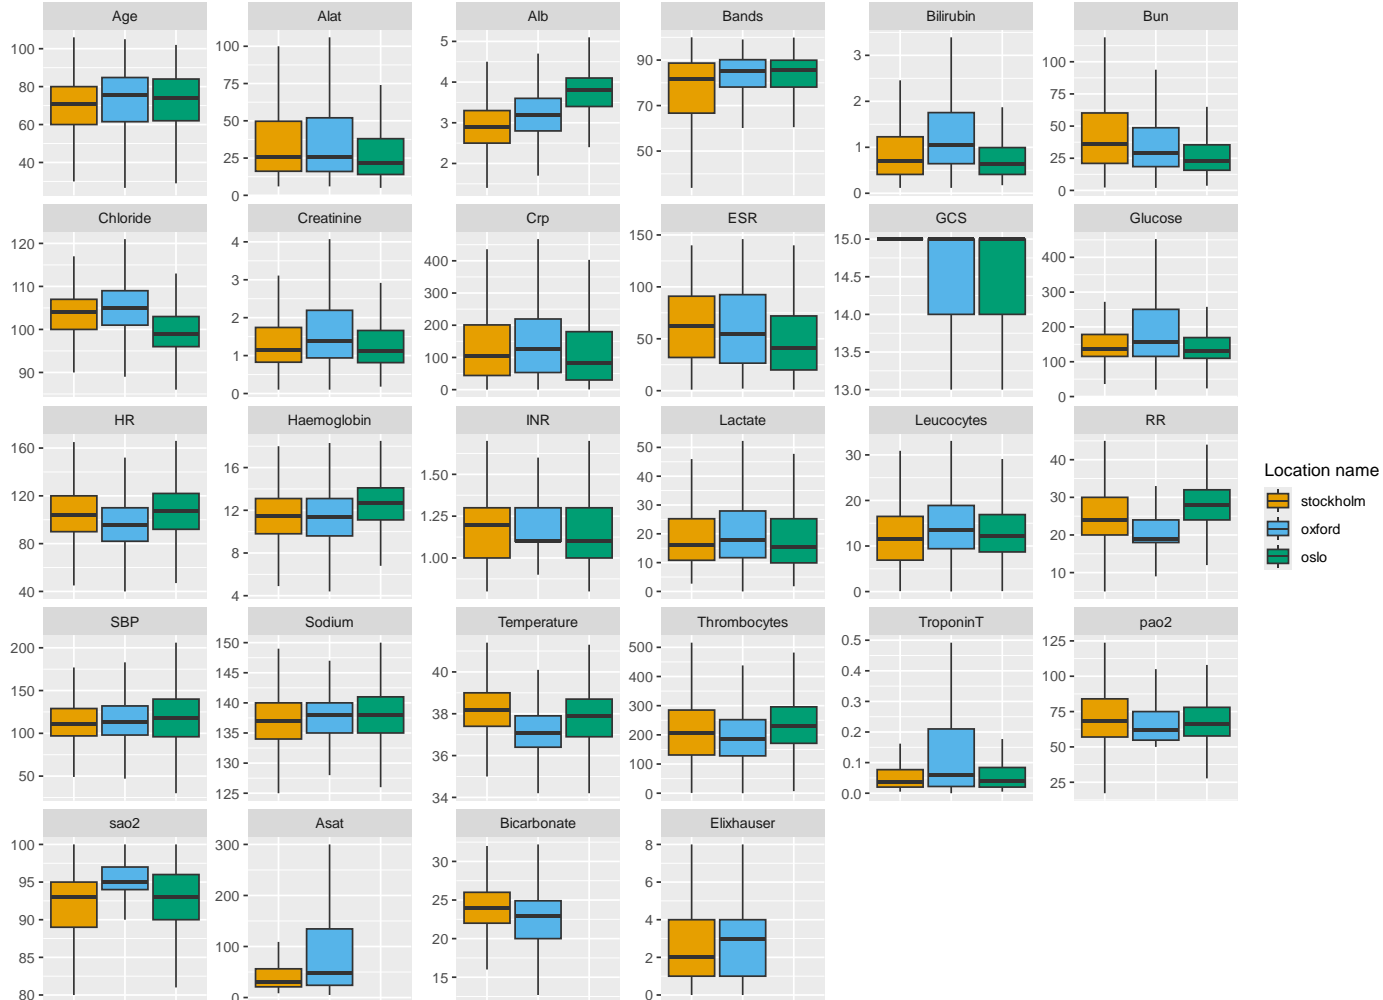 Age Alat Alb Bands Bilirubin Bun
100 80 60 40
100 75 50 25 0
5 4 3 2
90 70 50
3 2 1 0
100 75 50 25 0
Chloride Creatinine Crp ESR GCS Glucose
120 110 100 90
4 3 2 1 0
400 300 200 100 0
150 100 50 0
15.0 14.5 14.0 13.5 13.0
400 300 200 100 0
HR Haemoglobin INR Lactate Leucocytes RR
160 120 80 40
16 12 8 4
1.50 1.25 1.00
50 40 30 20 10 0
30 20 10 0
40 30 20 10
Location name
stockholm
oxford
oslo
SBP Sodium Temperature Thrombocytes TroponinT pao2
200 150 100 50
150 145 140 135 130 125
40 38 36 34
500 400 300 200 100 0
0.5 0.4 0.3 0.2 0.1 0.0
125 100 75 50 25
sao2 Asat Bicarbonate Elixhauser
100 95 90 85 80
300 200 100 0
30 25 20 15
8 6 4 2 0